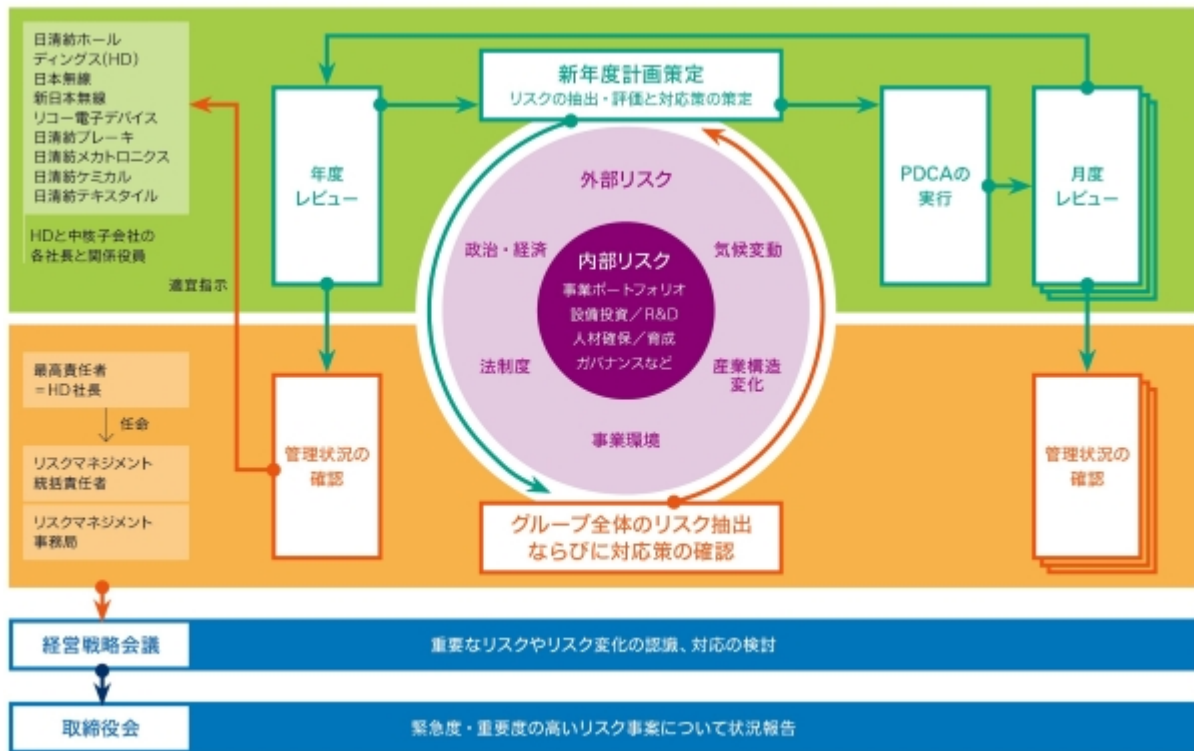 日清紡ホール
ディングス(HD)
日本無線
新日本無線
リコー電子デバイス
日清紡ブレーキ
日清紡メカトロニクス
日清紡ケミカル
日清紡テキスタイル
HDと中核子会社の
各社長と関係役員
適宜指示
年度
レビュー
新年度計画策定
リスクの抽出・評価と対応策の策定
PDCAの
実行
月度
レビュー
外部リスク
政治・経済
気候変動
内部リスク
事業ポートフォリオ
設備投資／R&D
人材確保／育成
ガバナンスなど
法制度
産業構造
変化
事業環境
最高責任者
＝HD社長
任命
リスクマネジメント
統括責任者
リスクマネジメント
事務局
管理状況の
確認
グループ全体のリスク抽出
ならびに対応策の確認
管理状況の
確認
経営戦略会議
重要なリスクやリスク変化の認識、対応の検討
取締役会
緊急度・重要度の高いリスク事案について状況報告